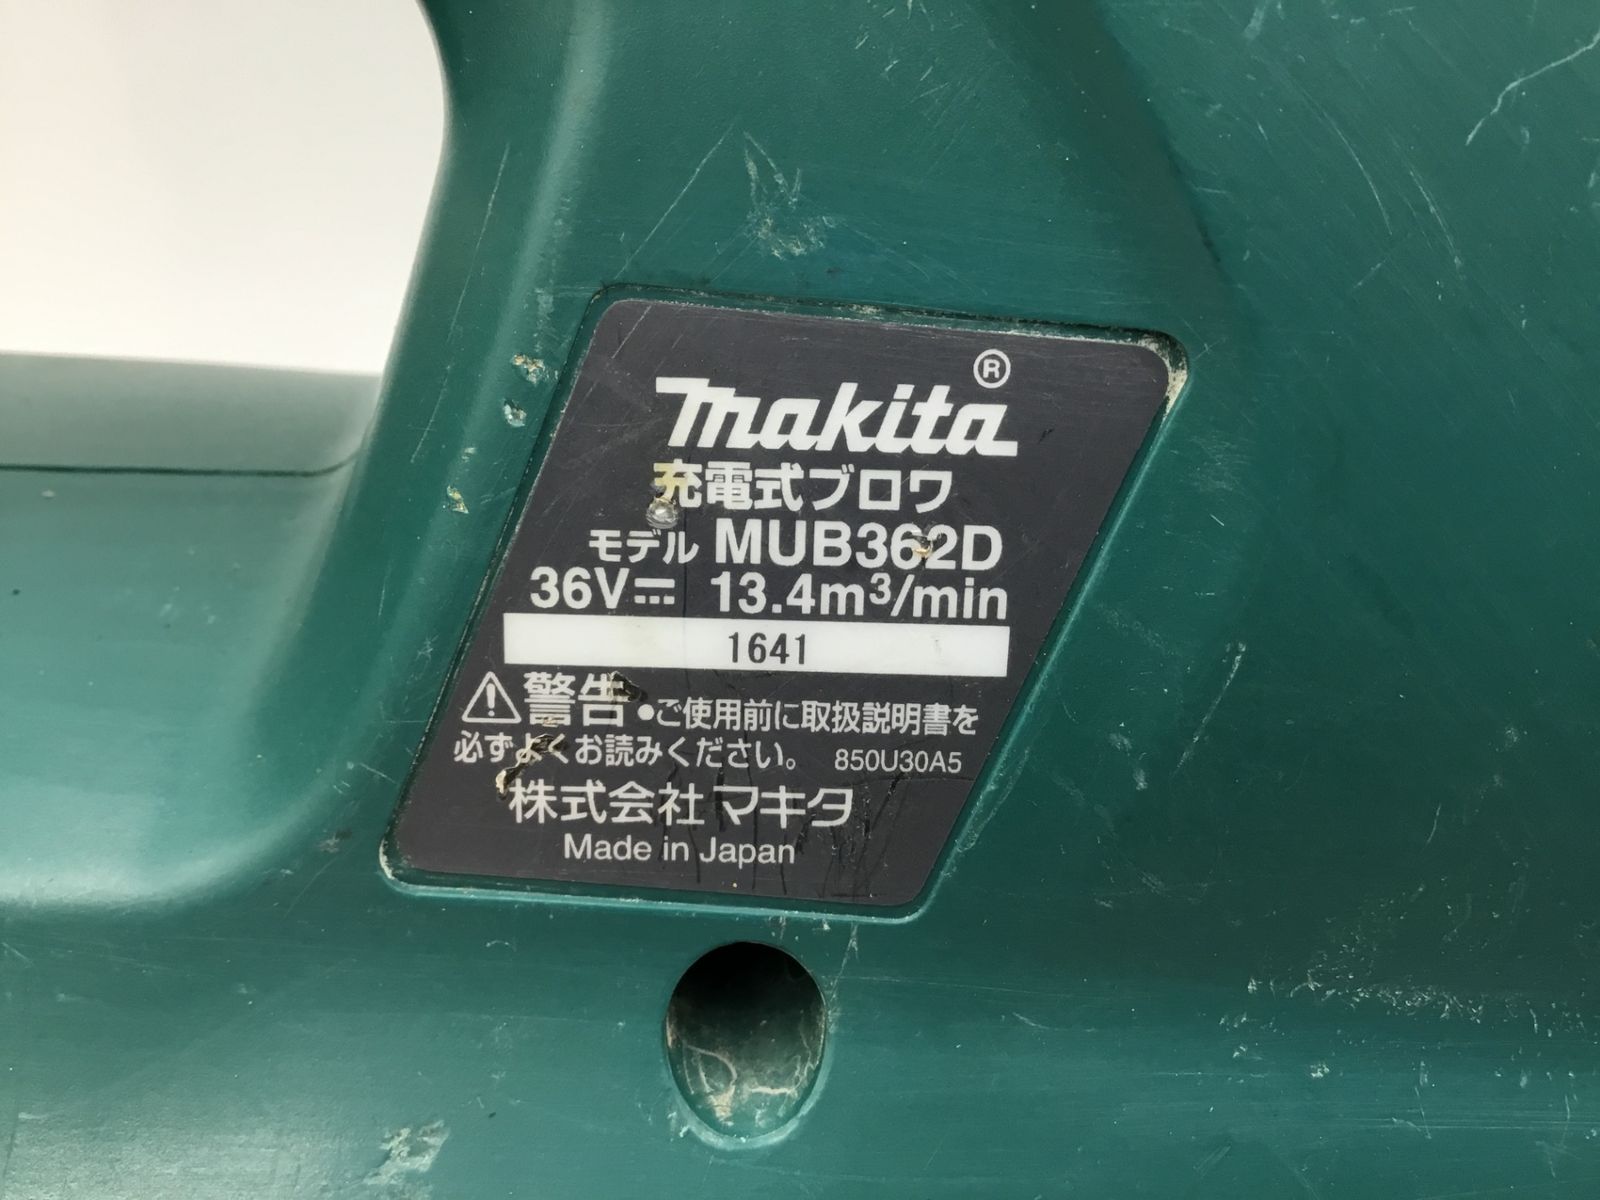 makita®
充電式ブロワ
モデル MUB362D
36V⎓ 13.4m³/min
1641
⚠警告 ●ご使用前に取扱説明書を
必ずよくお読みください。 850U30A5
株式会社マキタ
Made in Japan